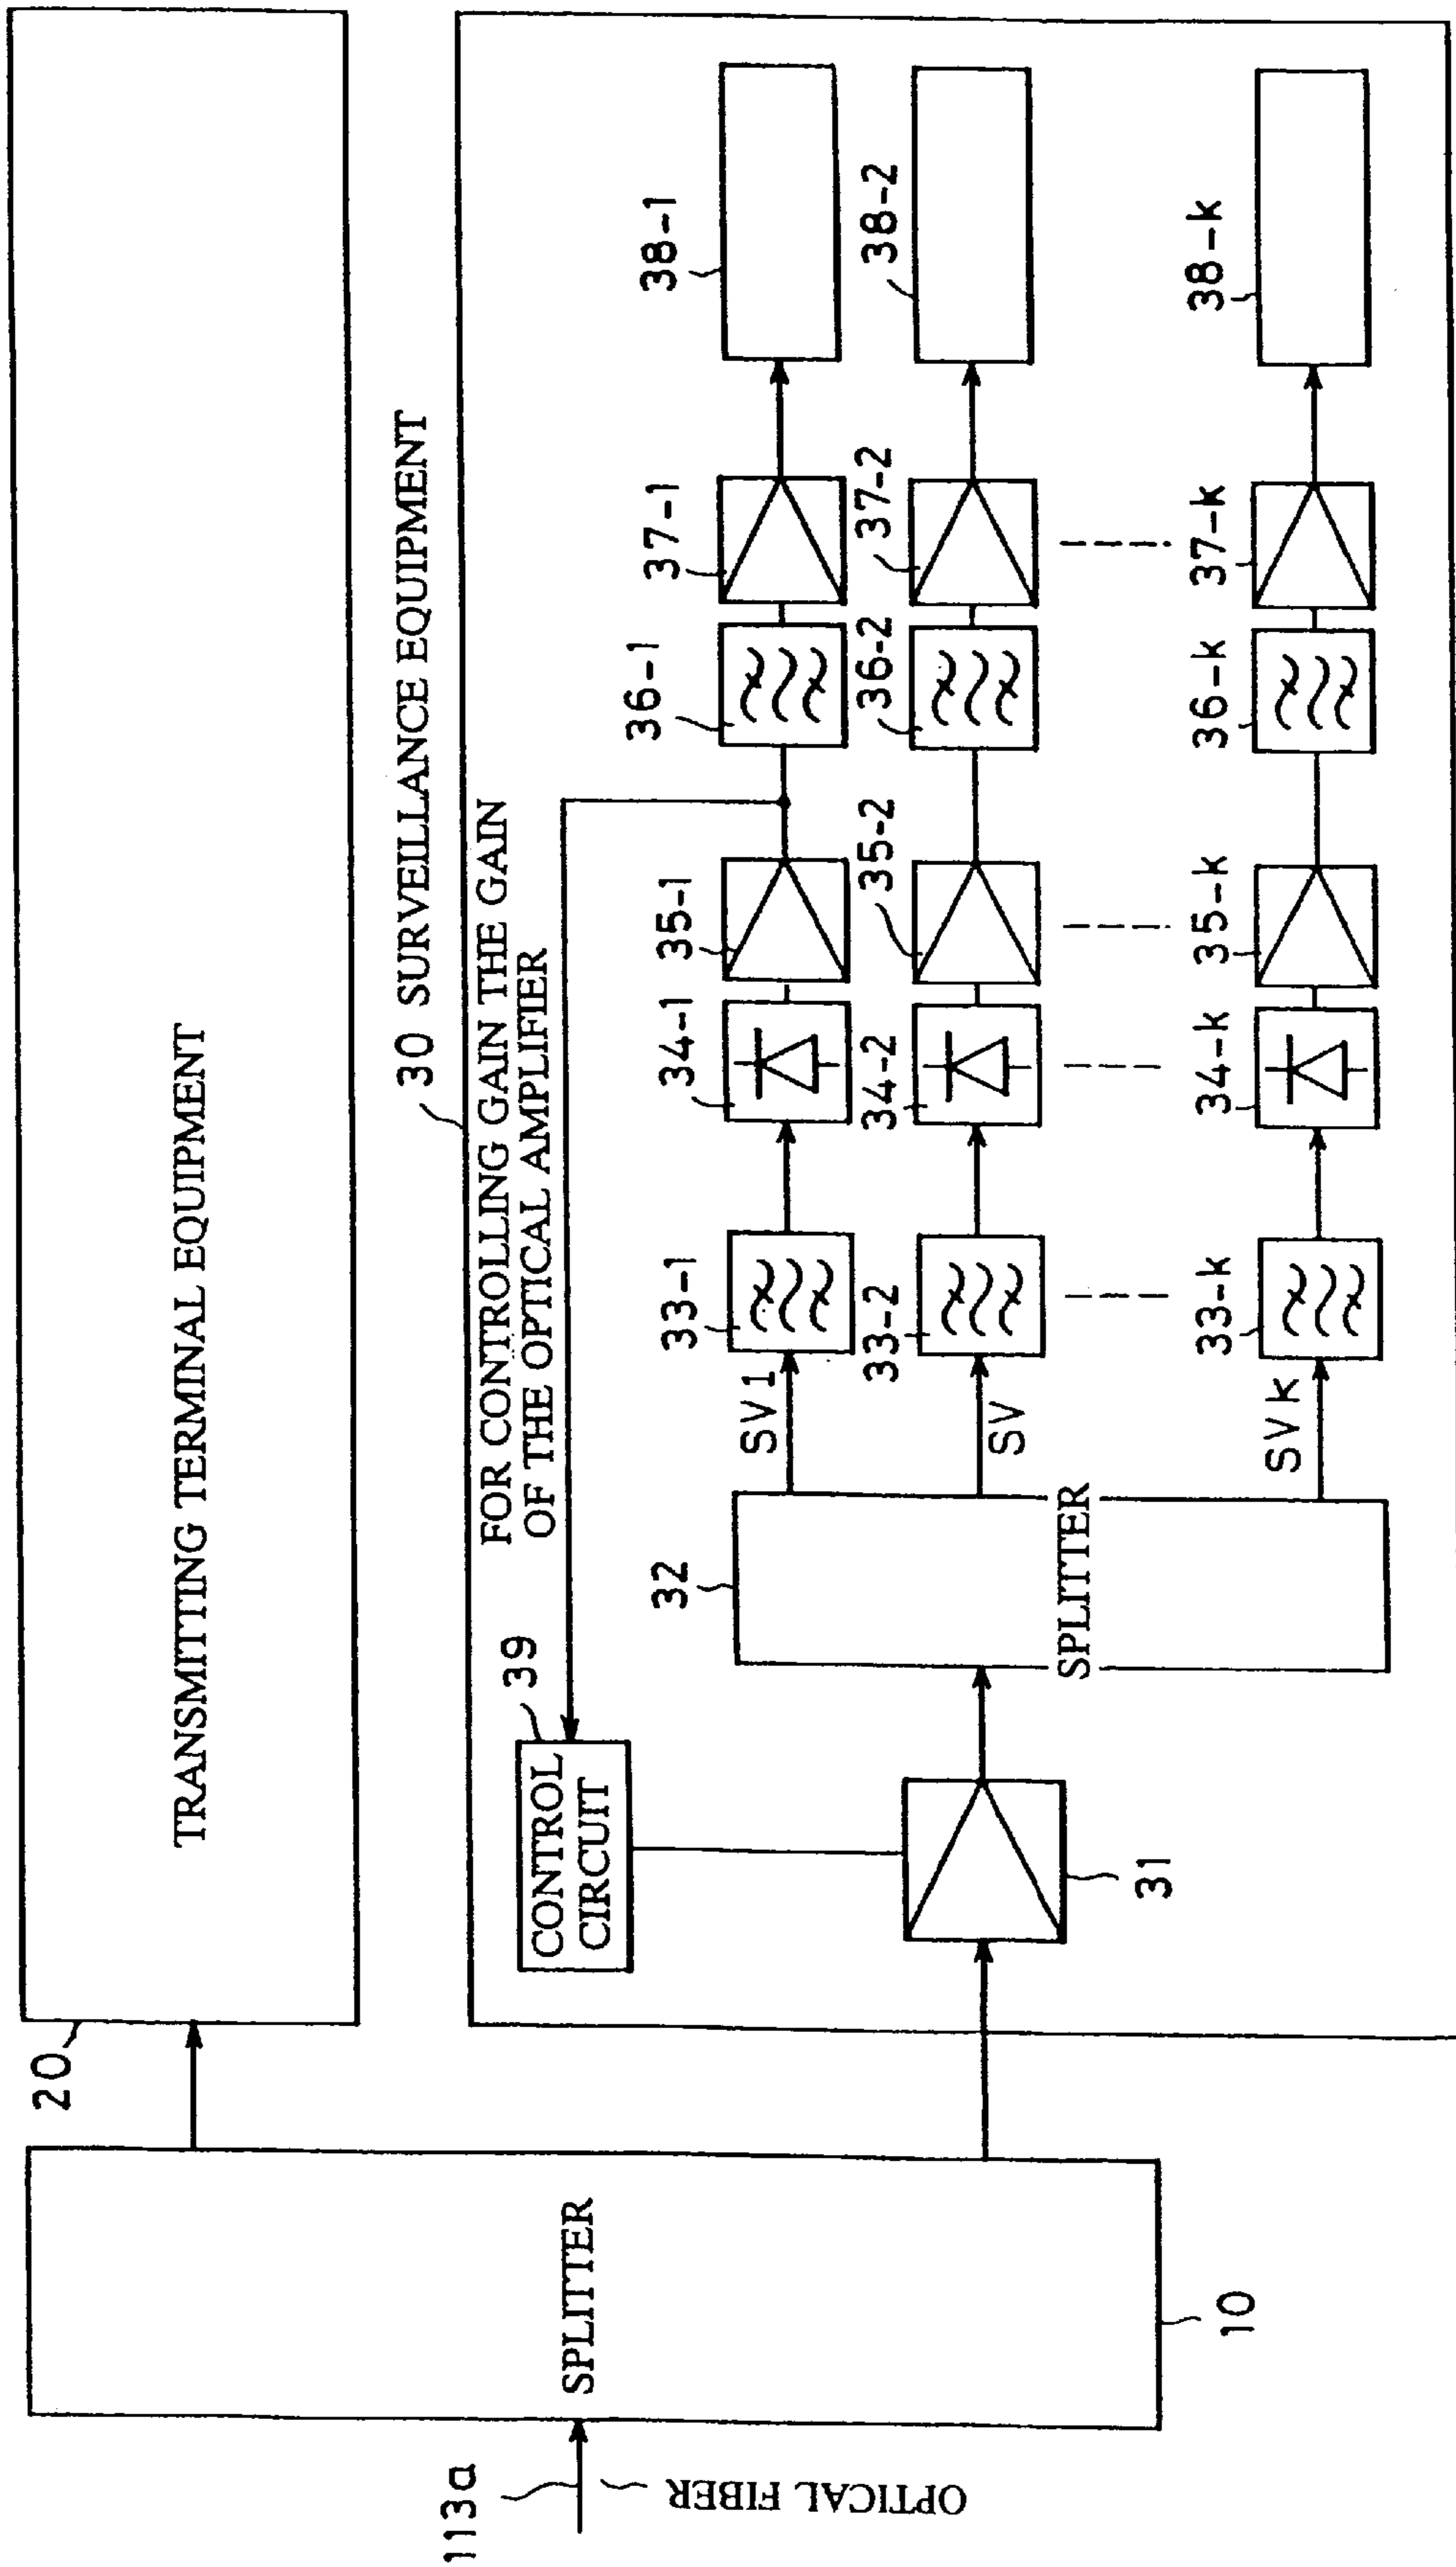 TRANSMITTING TERMINAL EQUIPMENT
20
30 SURVEILLANCE EQUIPMENT
FOR CONTROLLING GAIN THE GAIN
OF THE OPTICAL AMPLIFIER
39
CONTROL
CIRCUIT
113a
OPTICAL FIBER
SPLITTER
10
31
32
SPLITTER
SV1
33-1
34-1
35-1
36-1
37-1
38-1
SV
33-2
34-2
35-2
36-2
37-2
38-2
SVK
33-k
34-k
35-k
36-k
37-k
38-k